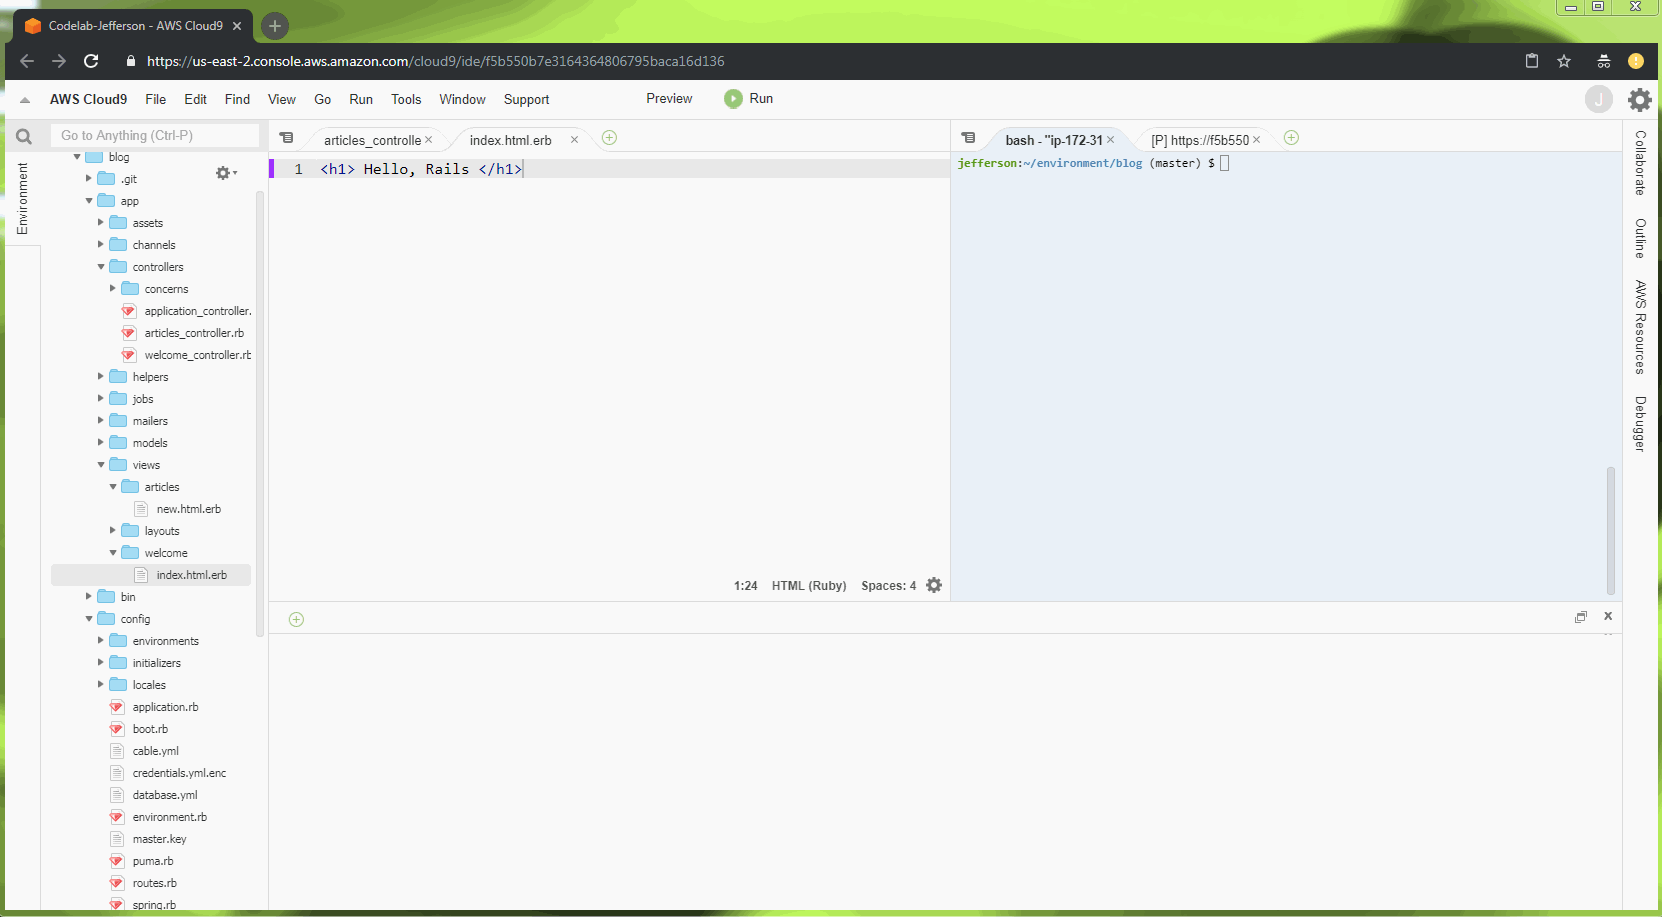 Codelab-Jefferson - AWS Cloud9
https://us-east-2.console.aws.amazon.com/cloud9/ide/f5b550b7e3164364806795baca16d136
AWS Cloud9 File Edit Find View Go Run Tools Window Support Preview Run J
Go to Anything (Ctrl-P)
articles_controlle index.html.erb
bash - "ip-172-31 [P] https://f5b550
Environment
blog
.git
app
assets
channels
controllers
concerns
application_controller.
articles_controller.rb
welcome_controller.rb
helpers
jobs
mailers
models
views
articles
new.html.erb
layouts
welcome
index.html.erb
bin
config
environments
initializers
locales
application.rb
boot.rb
cable.yml
credentials.yml.enc
database.yml
environment.rb
master.key
puma.rb
routes.rb
spring.rb
1 <h1> Hello, Rails </h1>
1:24 HTML (Ruby) Spaces: 4
jefferson:~/environment/blog (master) $
Collaborate
Outline
AWS Resources
Debugger